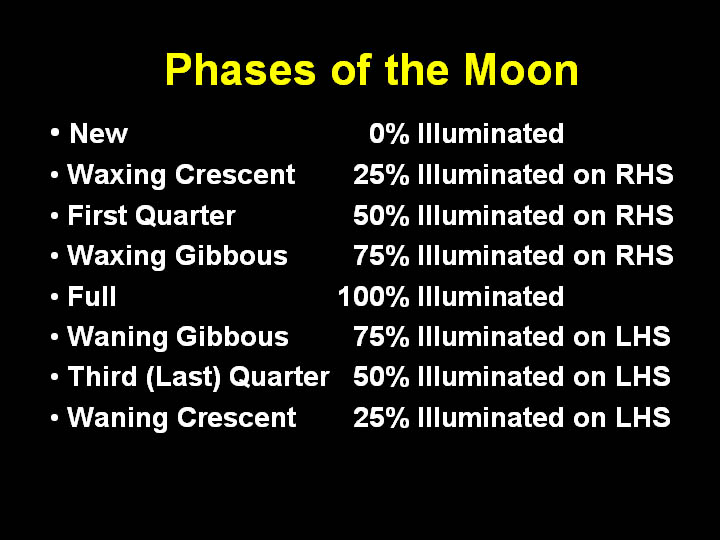 Phases of the Moon
• New 0% Illuminated
• Waxing Crescent 25% Illuminated on RHS
• First Quarter 50% Illuminated on RHS
• Waxing Gibbous 75% Illuminated on RHS
• Full 100% Illuminated
• Waning Gibbous 75% Illuminated on LHS
• Third (Last) Quarter 50% Illuminated on LHS
• Waning Crescent 25% Illuminated on LHS